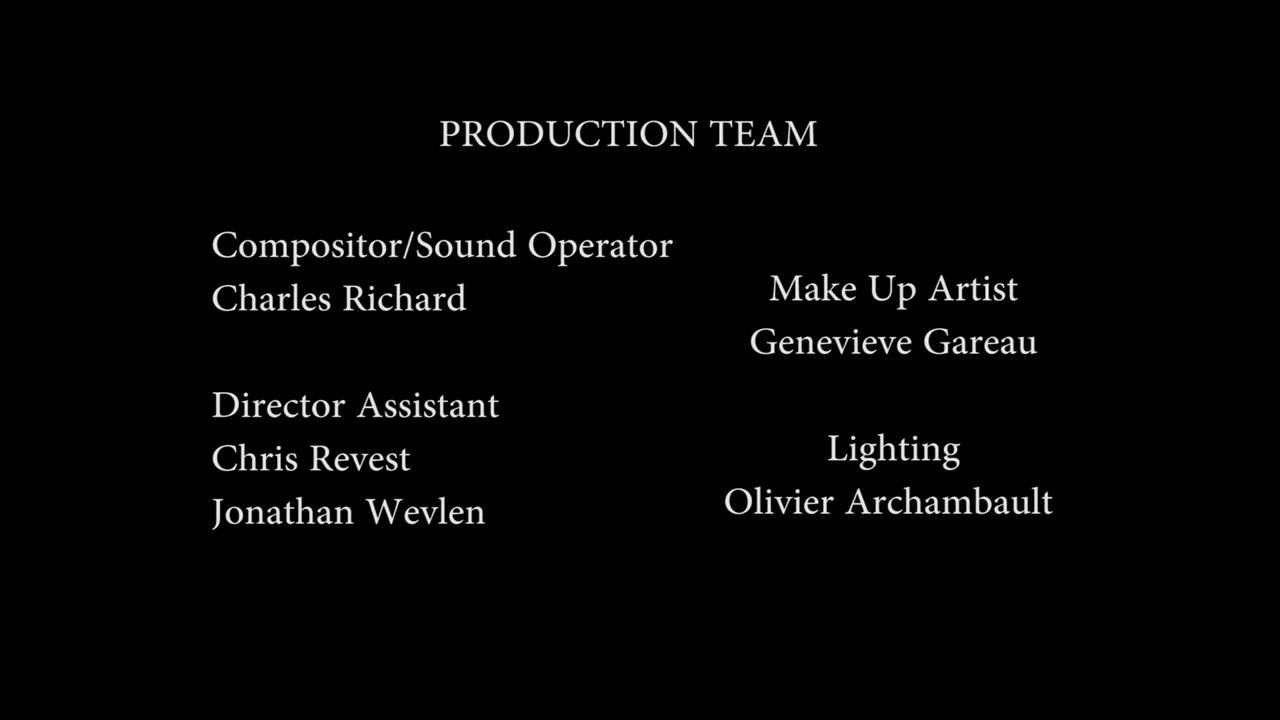 PRODUCTION TEAM
Compositor/Sound Operator
Charles Richard
Director Assistant
Chris Revest
Jonathan Wevlen
Make Up Artist
Genevieve Gareau
Lighting
Olivier Archambault